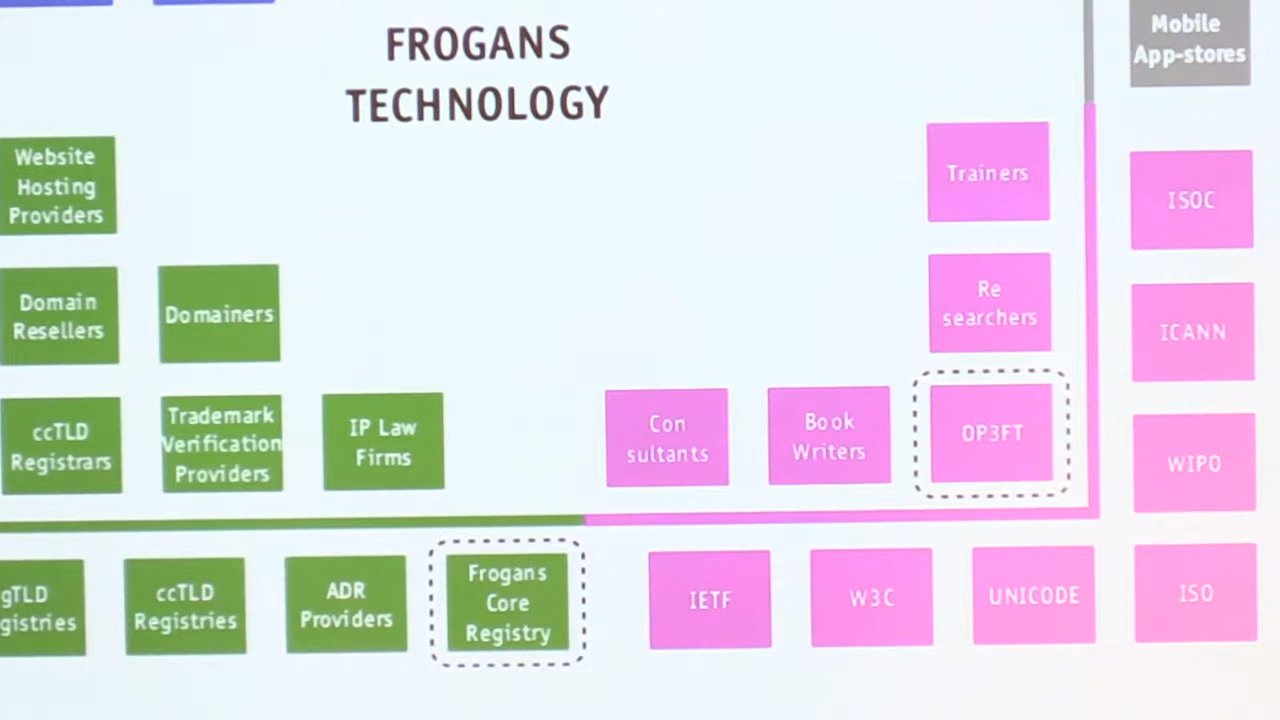 FROGANS
TECHNOLOGY
Mobile
App-stores
Website
Hosting
Providers
Trainers
ISOC
Domain
Resellers
Domainers
Re
searchers
ICANN
ccTLD
Registrars
Trademark
Verification
Providers
IP Law
Firms
Con
sultants
Book
Writers
OP3FT
WIPO
gTLD
gistries
ccTLD
Registries
ADR
Providers
Frogans
Core
Registry
IETF
W3C
UNICODE
ISO